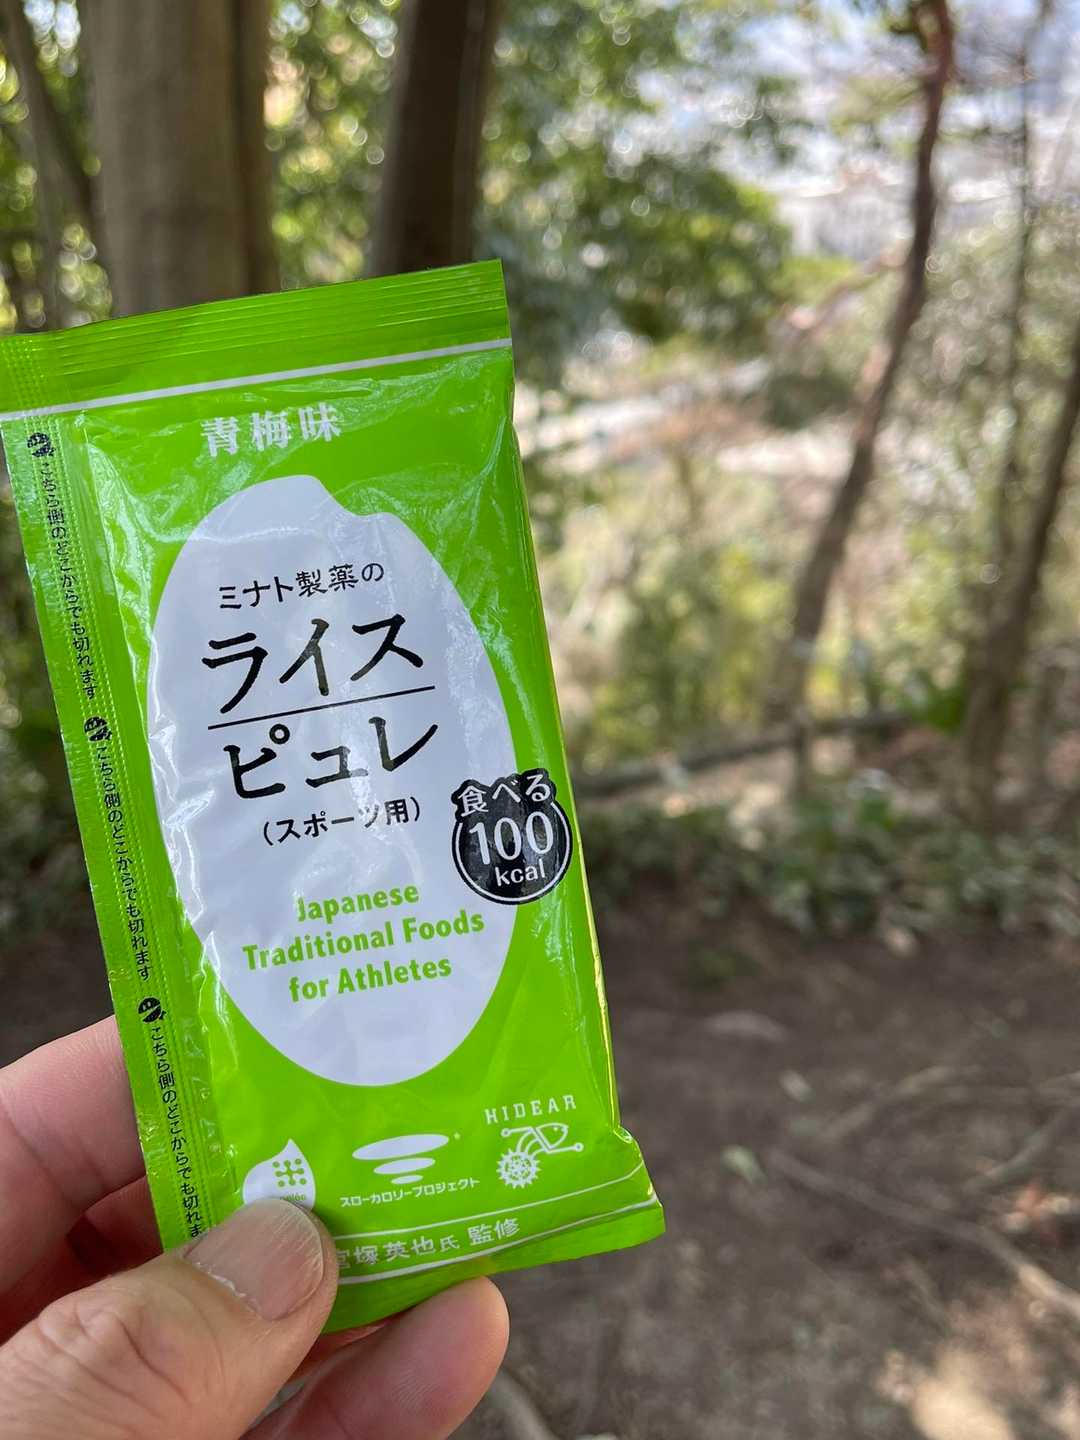 青梅味
ミナト製薬の
ライス
ピュレ
(スポーツ用)
食べる
100
kcal
Japanese
Traditional Foods
for Athletes
HIDEAR
スローカロリープロジェクト
宮塚英也氏 監修
こちら側のどこからでも切れます
こちら側のどこからでも切れます
こちら側のどこからでも切れま